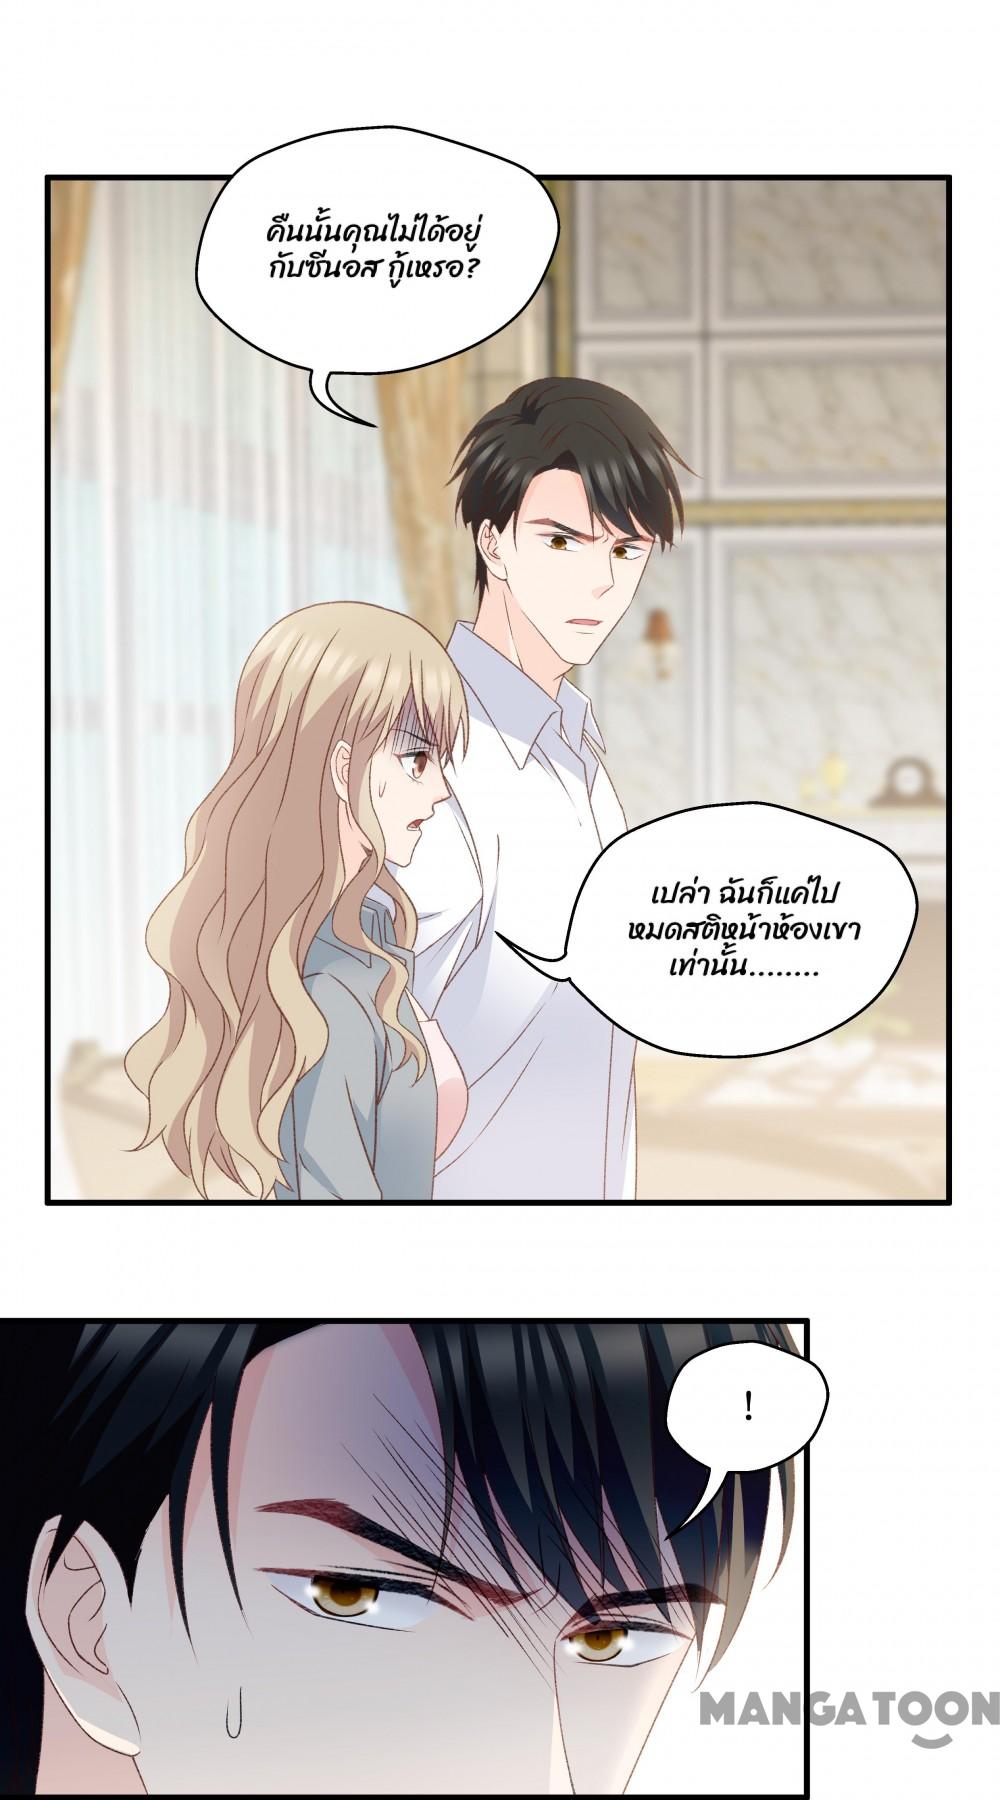 คืนนั้นคุณไม่ได้อยู่
กับซีนอส กู้เหรอ?
เปล่า ฉันก็แค่ไป
หมดสติหน้าห้องเขา
เท่านั้น........
!
MANGATOON